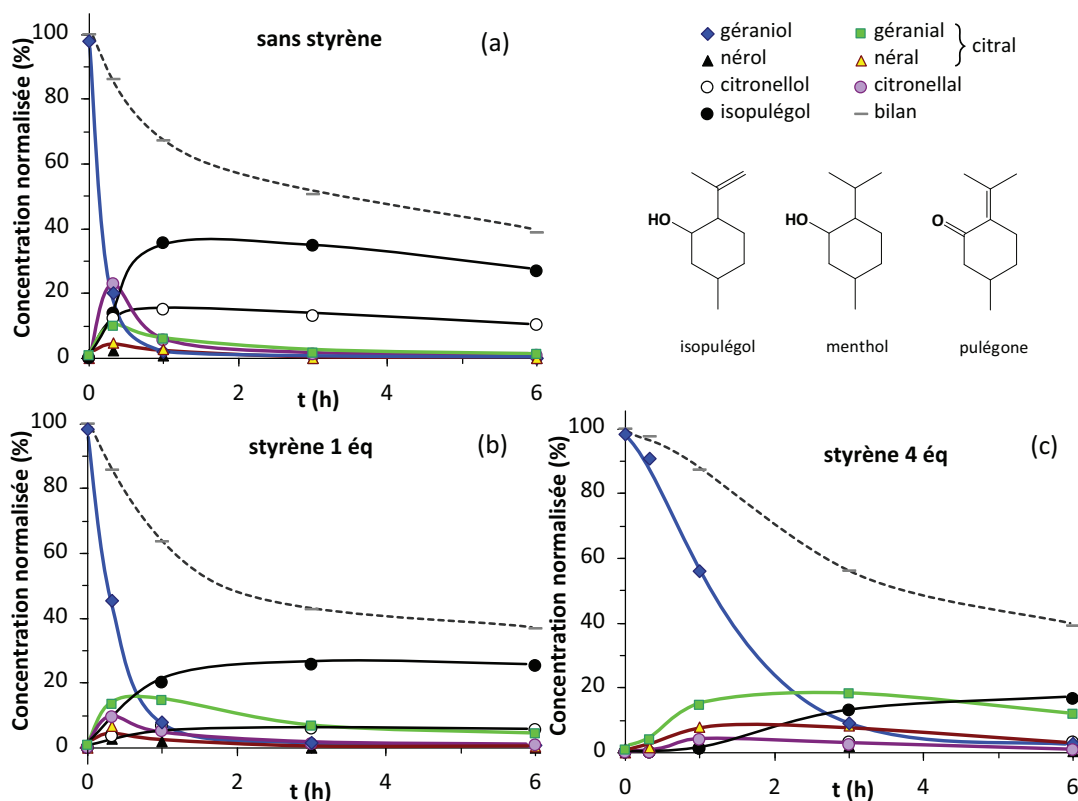 sans styrène
(a)
Concentration normalisée (%)
100
80
60
40
20
0
0
2
4
6
t (h)
géraniol
nérol
citronellol
isopulégol
géranial
néral
citral
citronellal
bilan
HO
HO
O
isopulégol
menthol
pulégone
styrène 1 éq
(b)
Concentration normalisée (%)
100
80
60
40
20
0
0
2
4
6
t (h)
styrène 4 éq
(c)
Concentration normalisée (%)
100
80
60
40
20
0
0
2
4
6
t (h)